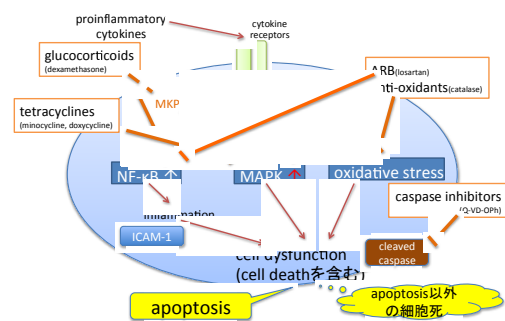 proinflammatory
cytokines
cytokine
receptors
glucocorticoids
(dexamethasone)
MKP
ARB(losartan)
nti-oxidants(catalase)
tetracyclines
(minocycline, doxycycline)
NF-κB ↑
MAPK ↑
oxidative stress
caspase inhibitors
(Q-VD-OPh)
inflammation
ICAM-1
cell dysfunction
(cell deathを含む)
cleaved
caspase
apoptosis
apoptosis以外
の細胞死